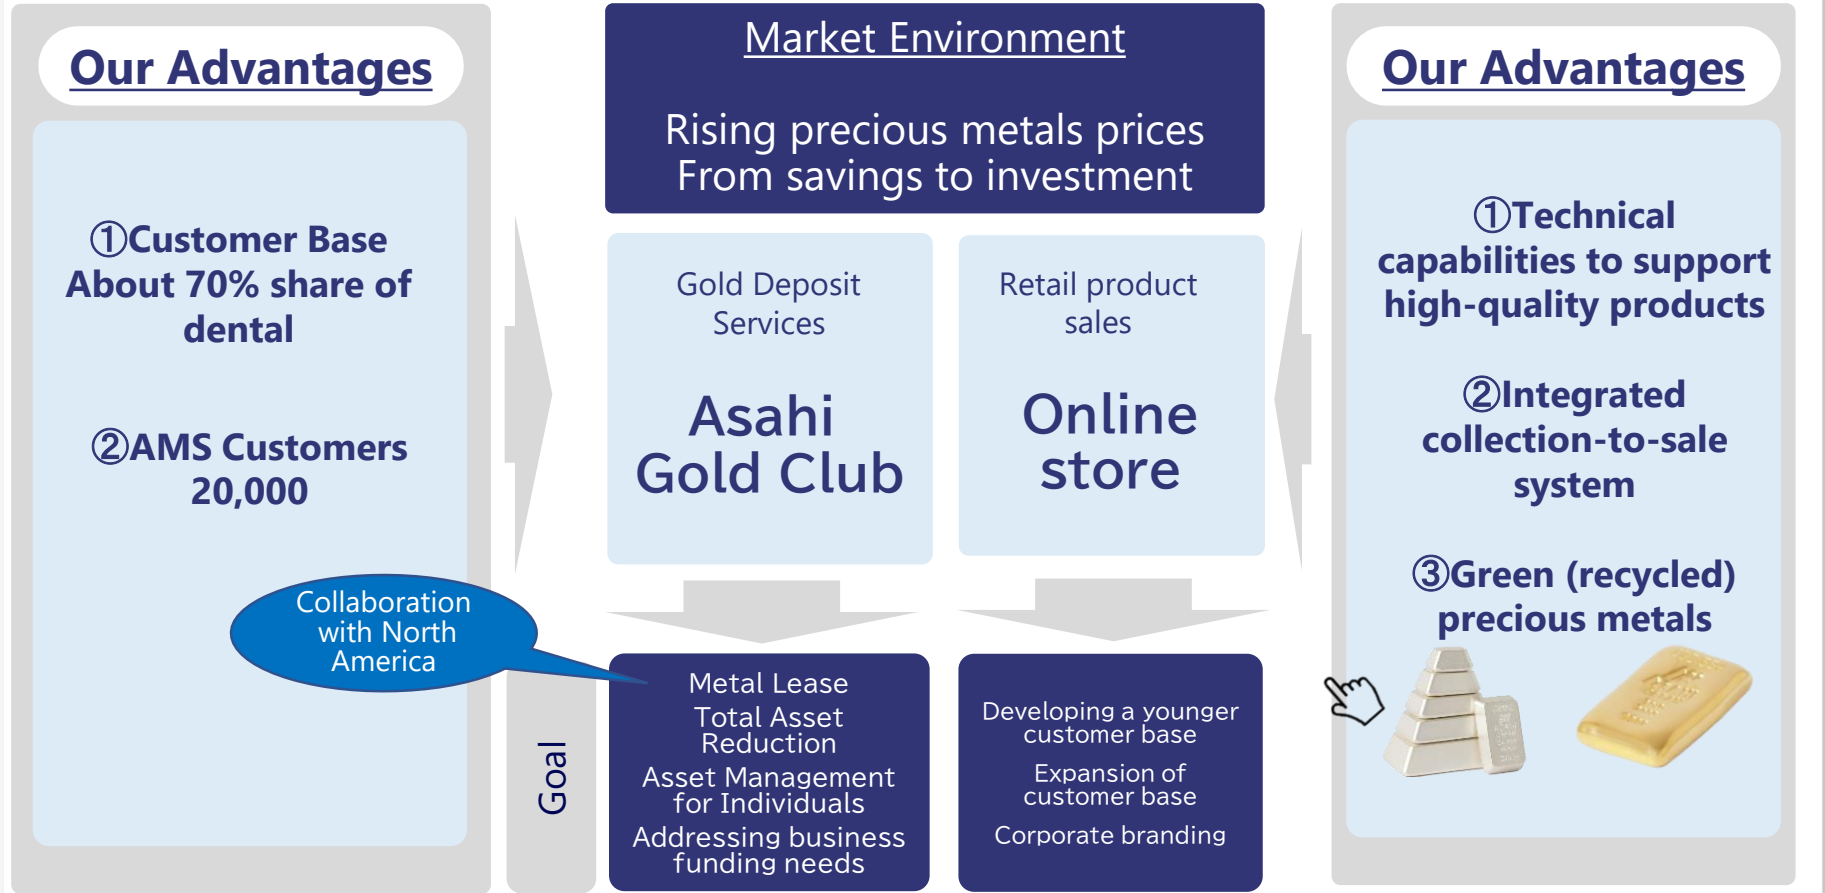 Our Advantages
①Customer Base
About 70% share of
dental
②AMS Customers
20,000
Collaboration
with North
America
Market Environment
Rising precious metals prices
From savings to investment
Gold Deposit
Services
Asahi
Gold Club
Retail product
sales
Online
store
Goal
Metal Lease
Total Asset
Reduction
Asset Management
for Individuals
Addressing business
funding needs
Developing a younger
customer base
Expansion of
customer base
Corporate branding
Our Advantages
①Technical
capabilities to support
high-quality products
②Integrated
collection-to-sale
system
③Green (recycled)
precious metals